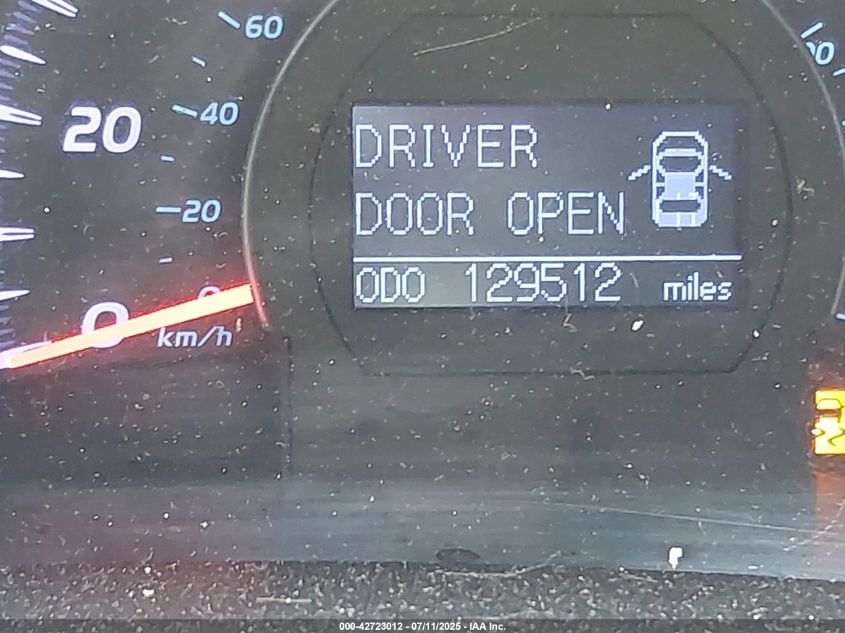 60
20
40
20
0
0
km/h
DRIVER
DOOR OPEN
ODO 129512 miles
000-42723012 - 07/11/2025 - IAA Inc.